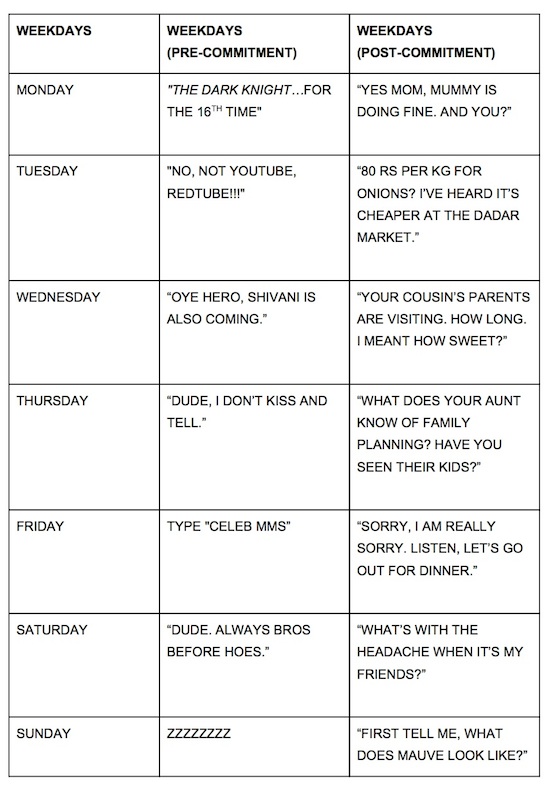 WEEKDAYS
WEEKDAYS
(PRE-COMMITMENT)
WEEKDAYS
(POST-COMMITMENT)
MONDAY
"THE DARK KNIGHT…FOR
THE 16TH TIME"
“YES MOM, MUMMY IS
DOING FINE. AND YOU?”
TUESDAY
"NO, NOT YOUTUBE,
REDTUBE!!!"
“80 RS PER KG FOR
ONIONS? I’VE HEARD IT’S
CHEAPER AT THE DADAR
MARKET.”
WEDNESDAY
“OYE HERO, SHIVANI IS
ALSO COMING.”
“YOUR COUSIN’S PARENTS
ARE VISITING. HOW LONG.
I MEANT HOW SWEET?”
THURSDAY
“DUDE, I DON’T KISS AND
TELL.”
“WHAT DOES YOUR AUNT
KNOW OF FAMILY
PLANNING? HAVE YOU
SEEN THEIR KIDS?”
FRIDAY
TYPE "CELEB MMS”
“SORRY, I AM REALLY
SORRY. LISTEN, LET’S GO
OUT FOR DINNER.”
SATURDAY
“DUDE. ALWAYS BROS
BEFORE HOES.”
“WHAT’S WITH THE
HEADACHE WHEN IT’S MY
FRIENDS?”
SUNDAY
ZZZZZZZZ
“FIRST TELL ME, WHAT
DOES MAUVE LOOK LIKE?”